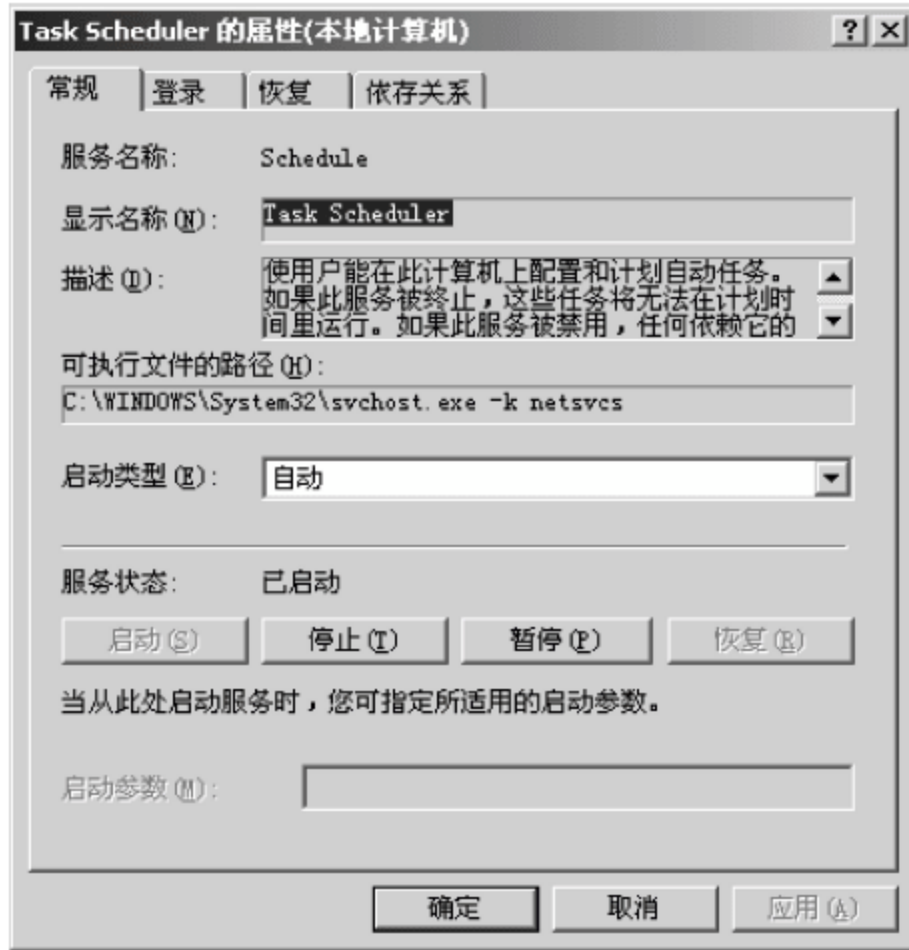 Task Scheduler 的属性(本地计算机)
常规 登录 恢复 依存关系
服务名称: Schedule
显示名称(N): Task Scheduler
描述(D): 使用户能在此计算机上配置和计划自动任务。
如果此服务被终止，这些任务将无法在计划时
间里运行。如果此服务被禁用，任何依赖它的
可执行文件的路径(H):
C:\WINDOWS\System32\svchost.exe -k netsvcs
启动类型(E): 自动
服务状态: 已启动
启动(S) 停止(T) 暂停(P) 恢复(R)
当从此处启动服务时，您可指定所适用的启动参数。
启动参数(M):
确定 取消 应用(A)